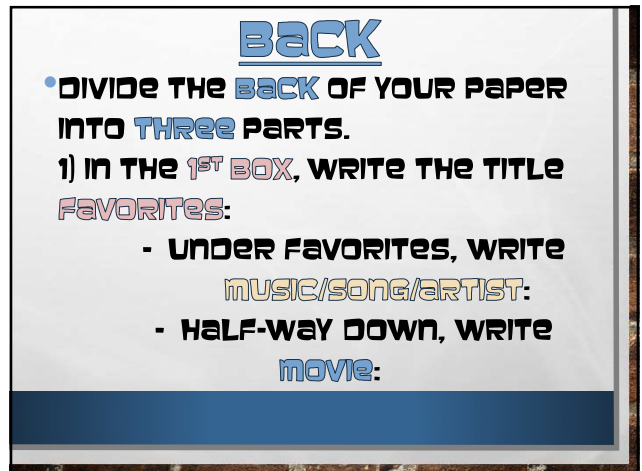 BACK
•DIVIDE THE BACK OF YOUR PAPER
INTO THREE PARTS.
1) IN THE 1ST BOX, WRITE THE TITLE
FAVORITES:
- UNDER FAVORITES, WRITE
MUSIC/SONG/ARTIST:
- HALF-WAY DOWN, WRITE
MOVIE: